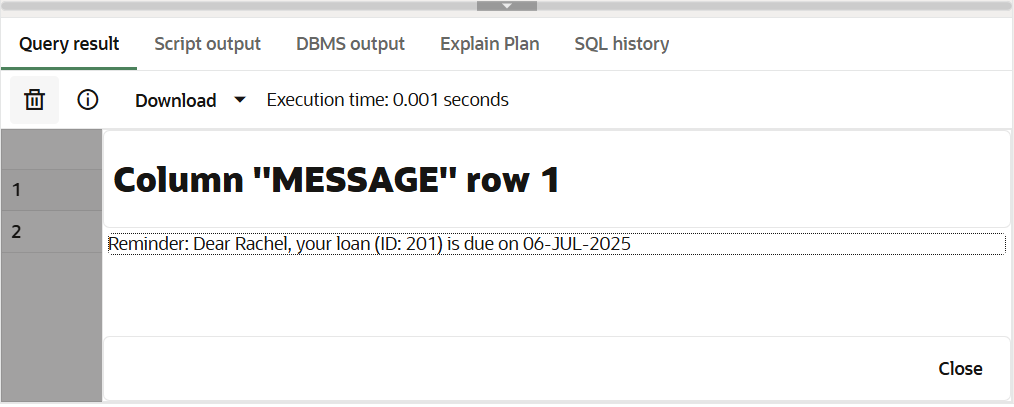 Query result Script output DBMS output Explain Plan SQL history
Download Execution time: 0.001 seconds
Column "MESSAGE" row 1
1
2
Reminder: Dear Rachel, your loan (ID: 201) is due on 06-JUL-2025
Close